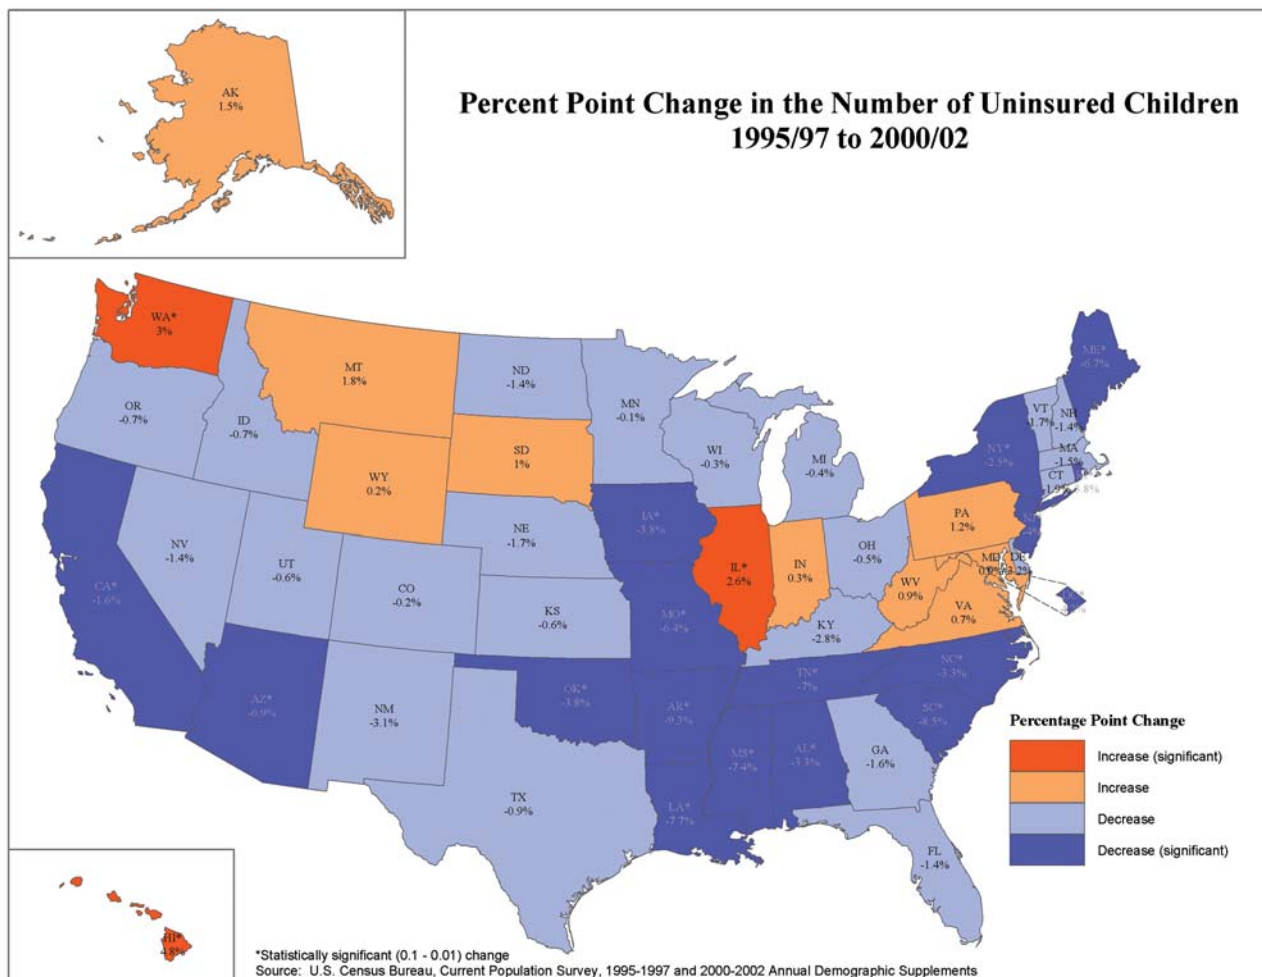 AK
1.5%
Percent Point Change in the Number of Uninsured Children
1995/97 to 2000/02
WA*
3%
MT
1.8%
ND
-1.4%
MN
-0.1%
ME*
-6.7%
VT
-1.7%
NH
-1.4%
OR
-0.7%
ID
-0.7%
SD
1%
WI
-0.3%
MI
-0.4%
NY*
-2.5%
MA
-1.5%
CT
-1.9%
WY
0.2%
IA*
-3.8%
PA
1.2%
NE
-1.7%
NV
-1.4%
UT
-0.6%
CO
-0.2%
IL*
2.6%
IN
0.3%
OH
-0.5%
MD
DE
-3.2%
WV
0.9%
VA
0.7%
CA*
-1.6%
KS
-0.6%
MO*
-6.4%
KY
-2.8%
NC*
-3.3%
TN*
-7%
AZ*
-6.9%
NM
-3.1%
OK*
-3.8%
AR*
-9.3%
SC*
-8.5%
MS*
-7.4%
AL*
-3.3%
GA
-1.6%
TX
-0.9%
LA*
-7.7%
FL
-1.4%
Percentage Point Change
Increase (significant)
Increase
Decrease
Decrease (significant)
HI*
*Statistically significant (0.1 - 0.01) change
Source: U.S. Census Bureau, Current Population Survey, 1995-1997 and 2000-2002 Annual Demographic Supplements